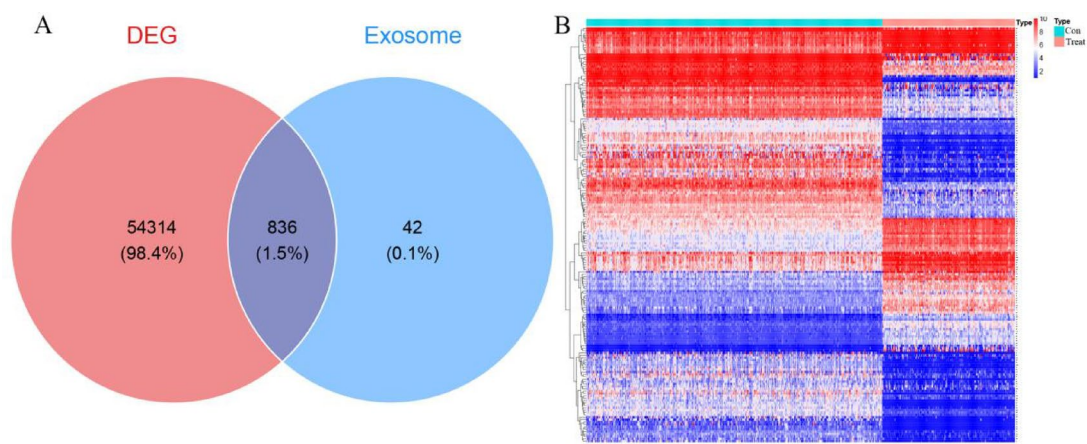 A
DEG
Exosome
54314
(98.4%)
836
(1.5%)
42
(0.1%)
B
Type
10
8
6
4
2
Type
Con
Treat